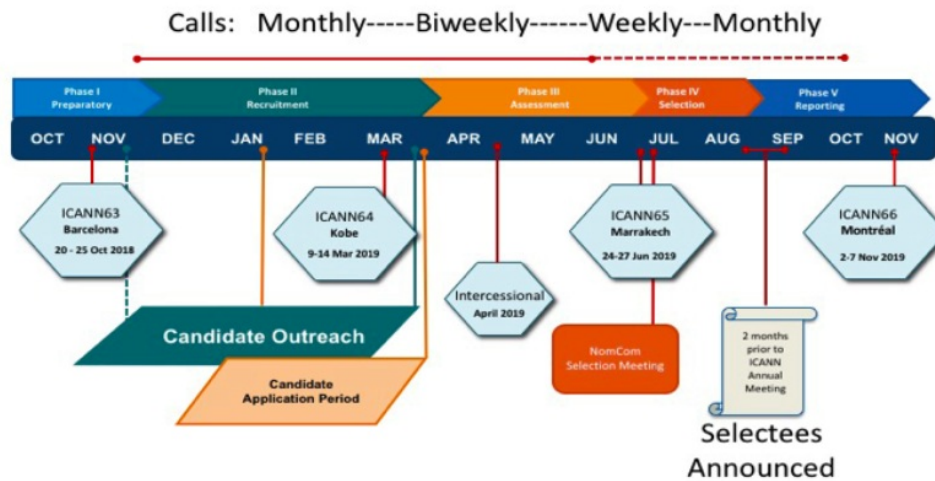 Calls: Monthly-----Biweekly------Weekly---Monthly
Phase I
Preparatory
Phase II
Recruitment
Phase III
Assessment
Phase IV
Selection
Phase V
Reporting
OCT NOV DEC JAN FEB MAR APR MAY JUN JUL AUG SEP OCT NOV
ICANN63
Barcelona
20 - 25 Oct 2018
ICANN64
Kobe
9-14 Mar 2019
Intercessional
April 2019
ICANN65
Marrakech
24-27 Jun 2019
ICANN66
Montréal
2-7 Nov 2019
Candidate Outreach
Candidate
Application Period
NomCom
Selection Meeting
2 months
prior to
ICANN
Annual
Meeting
Selectees
Announced